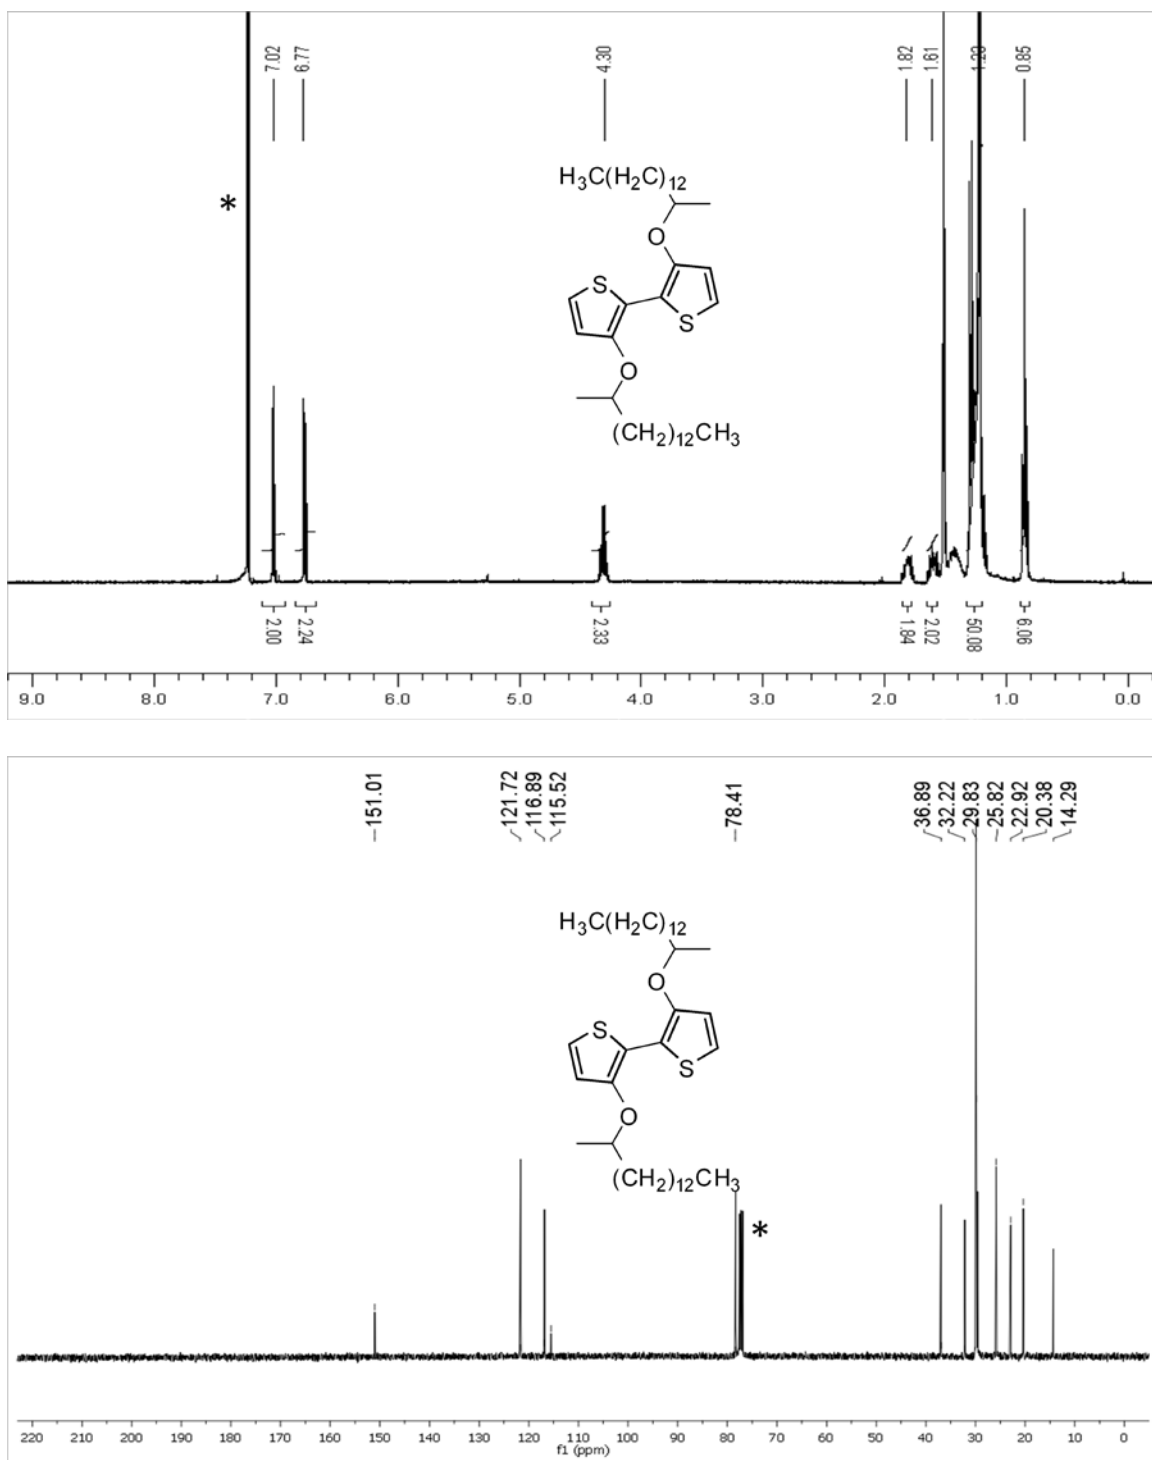 7.02 6.77 4.30 1.82 1.61 1.20 0.85
*
H₃C(H₂C)₁₂
O
S
S
O
(CH₂)₁₂CH₃
2.00 2.24 2.33 1.84 2.02 50.08 6.06
9.0 8.0 7.0 6.0 5.0 4.0 3.0 2.0 1.0 0.0
151.01 121.72 116.89 115.52 78.41 36.89 32.22 29.83 25.82 22.92 20.38 14.29
H₃C(H₂C)₁₂
O
S
S
O
(CH₂)₁₂CH₃
*
220 210 200 190 180 170 160 150 140 130 120 110 100 90 80 70 60 50 40 30 20 10 0
f1 (ppm)